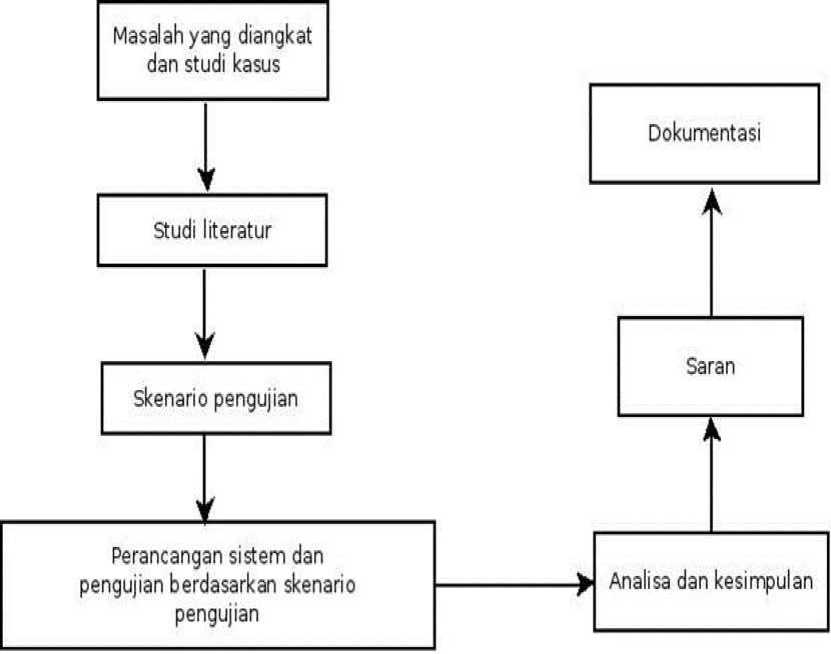 Masalah yang diangkat
dan studi kasus
Studi literatur
Skenario pengujian
Perancangan sistem dan
pengujian berdasarkan skenario
pengujian
Analisa dan kesimpulan
Saran
Dokumentasi